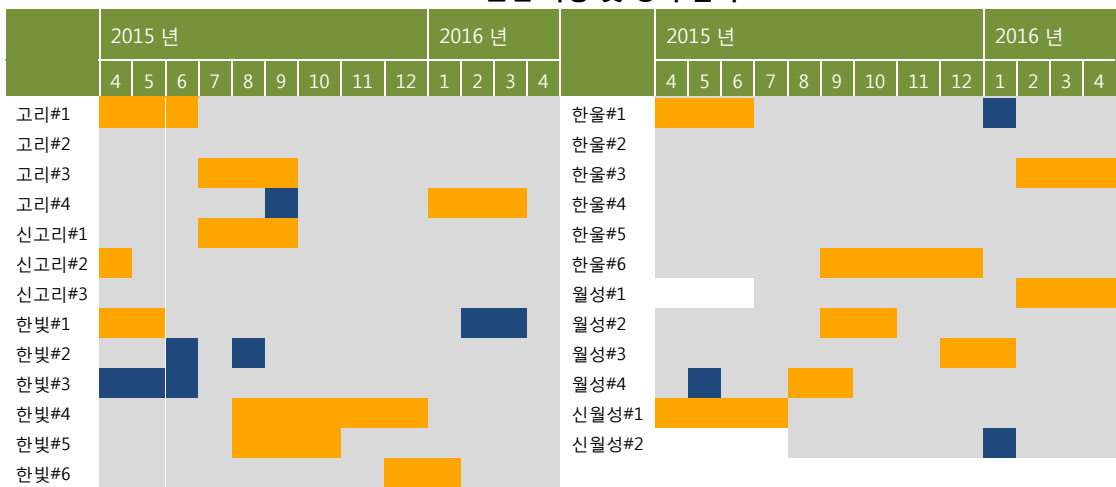 2015 년 2016 년 2015 년 2016 년
4 5 6 7 8 9 10 11 12 1 2 3 4 4 5 6 7 8 9 10 11 12 1 2 3 4
고리#1 한울#1
고리#2 한울#2
고리#3 한울#3
고리#4 한울#4
신고리#1 한울#5
신고리#2 한울#6
신고리#3 월성#1
한빛#1 월성#2
한빛#2 월성#3
한빛#3 월성#4
한빛#4 신월성#1
한빛#5 신월성#2
한빛#6